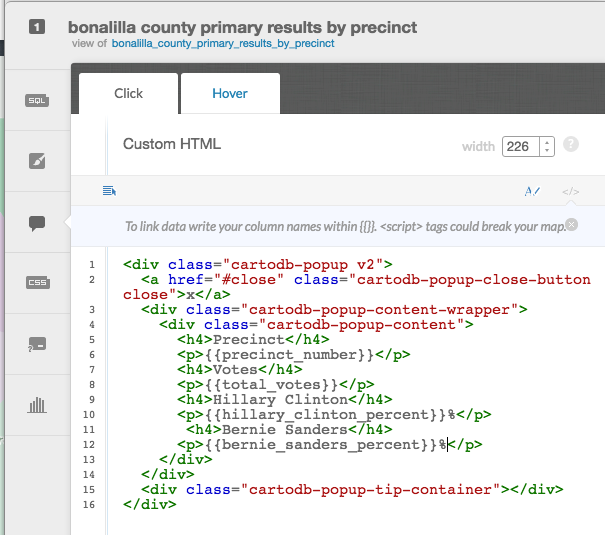 1
bonalilla county primary results by precinct
view of bonalilla_county_primary_results_by_precinct
SQL
Click
Hover
Custom HTML
width 226 ?
A/ </>
To link data write your column names within {{}}. <script> tags could break your map.
CSS
1 <div class="cartodb-popup v2">
2 <a href="#close" class="cartodb-popup-close-button
close">x</a>
3 <div class="cartodb-popup-content-wrapper">
4 <div class="cartodb-popup-content">
5 <h4>Precinct</h4>
6 <p>{{precinct_number}}</p>
7 <h4>Votes</h4>
8 <p>{{total_votes}}</p>
9 <h4>Hillary Clinton</h4>
10 <p>{{hillary_clinton_percent}}%</p>
11 <h4>Bernie Sanders</h4>
12 <p>{{bernie_sanders_percent}}%</p>
13 </div>
14 </div>
15 <div class="cartodb-popup-tip-container"></div>
16 </div>